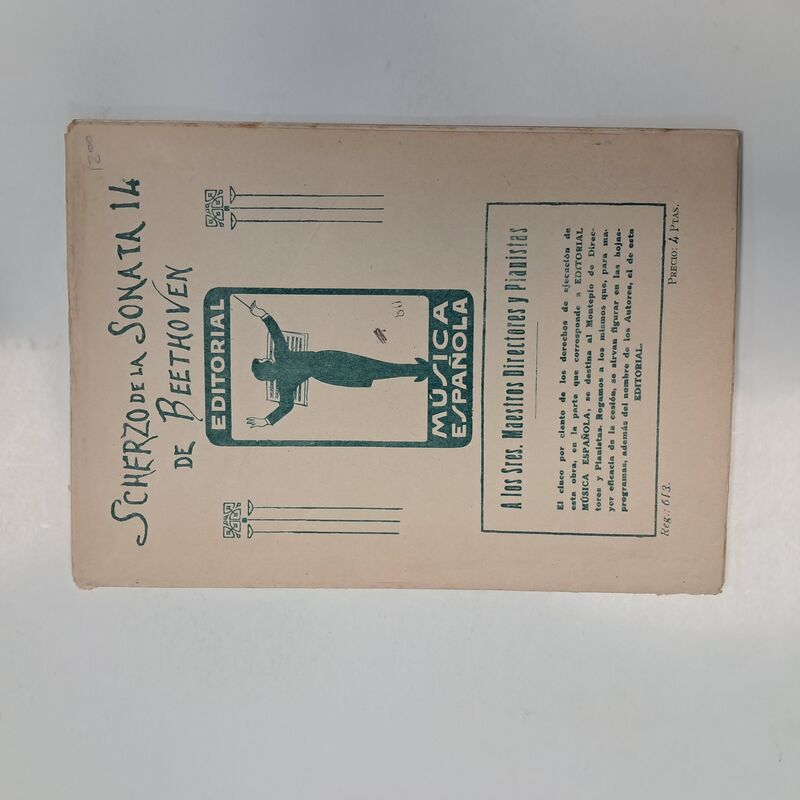 1200
SCHERZO DE LA SONATA 14
DE BEETHOVEN
EDITORIAL
80
MÚSICA
ESPAÑOLA
A los Sres. Maestros Directores y Pianistas
El cinco por ciento de los derechos de ejecución de
esta obra, en la parte que corresponde a EDITORIAL
MÚSICA ESPAÑOLA, se destina al Montepío de Direc-
tores y Pianistas. Rogamos a los mismos que, para ma-
yor eficacia de la cesión, se sirvan figurar en las hojas-
programas, además del nombre de los Autores, el de esta
EDITORIAL.
Reg.: 613.
PRECIO: 4 PTAS.